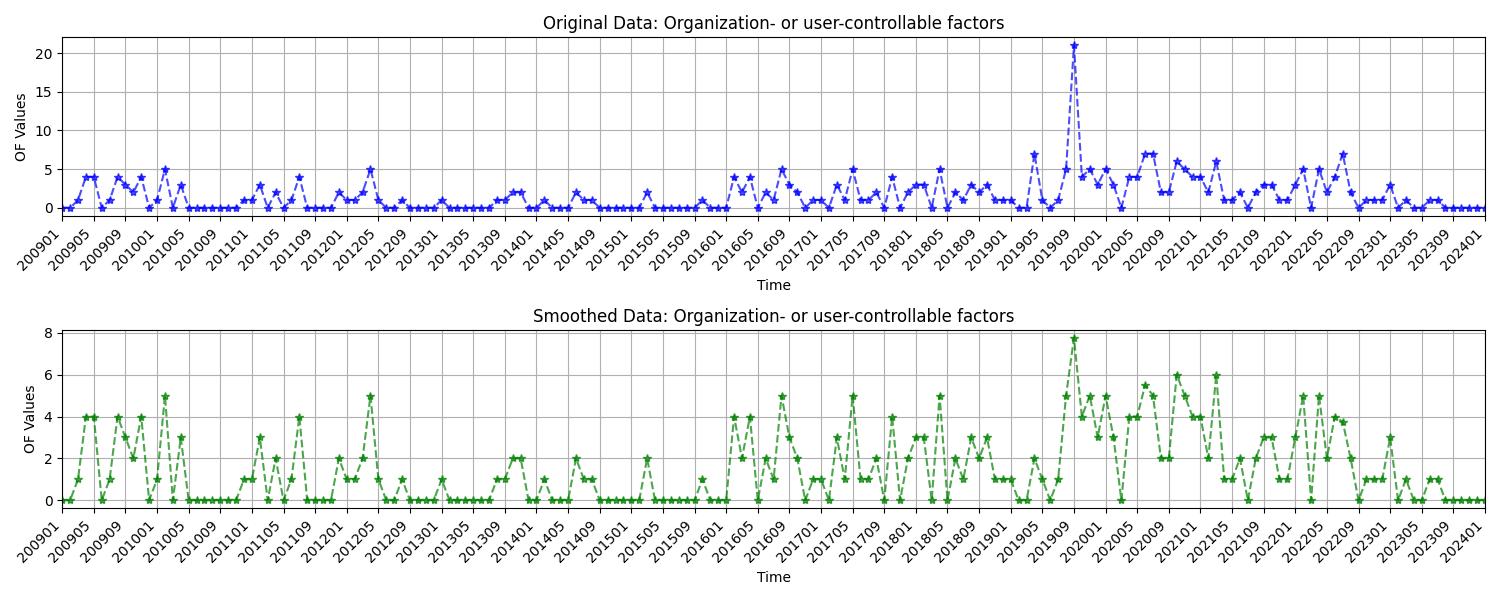 Original Data: Organization- or user-controllable factors
20
15
10
5
0
OF Values
200901 200905 200909 201001 201005 201009 201101 201105 201109 201201 201205 201209 201301 201305 201309 201401 201405 201409 201501 201505 201509 201601 201605 201609 201701 201705 201709 201801 201805 201809 201901 201905 201909 202001 202005 202009 202101 202105 202109 202201 202205 202209 202301 202305 202309 202401
Time
Smoothed Data: Organization- or user-controllable factors
8
6
4
2
0
OF Values
200901 200905 200909 201001 201005 201009 201101 201105 201109 201201 201205 201209 201301 201305 201309 201401 201405 201409 201501 201505 201509 201601 201605 201609 201701 201705 201709 201801 201805 201809 201901 201905 201909 202001 202005 202009 202101 202105 202109 202201 202205 202209 202301 202305 202309 202401
Time